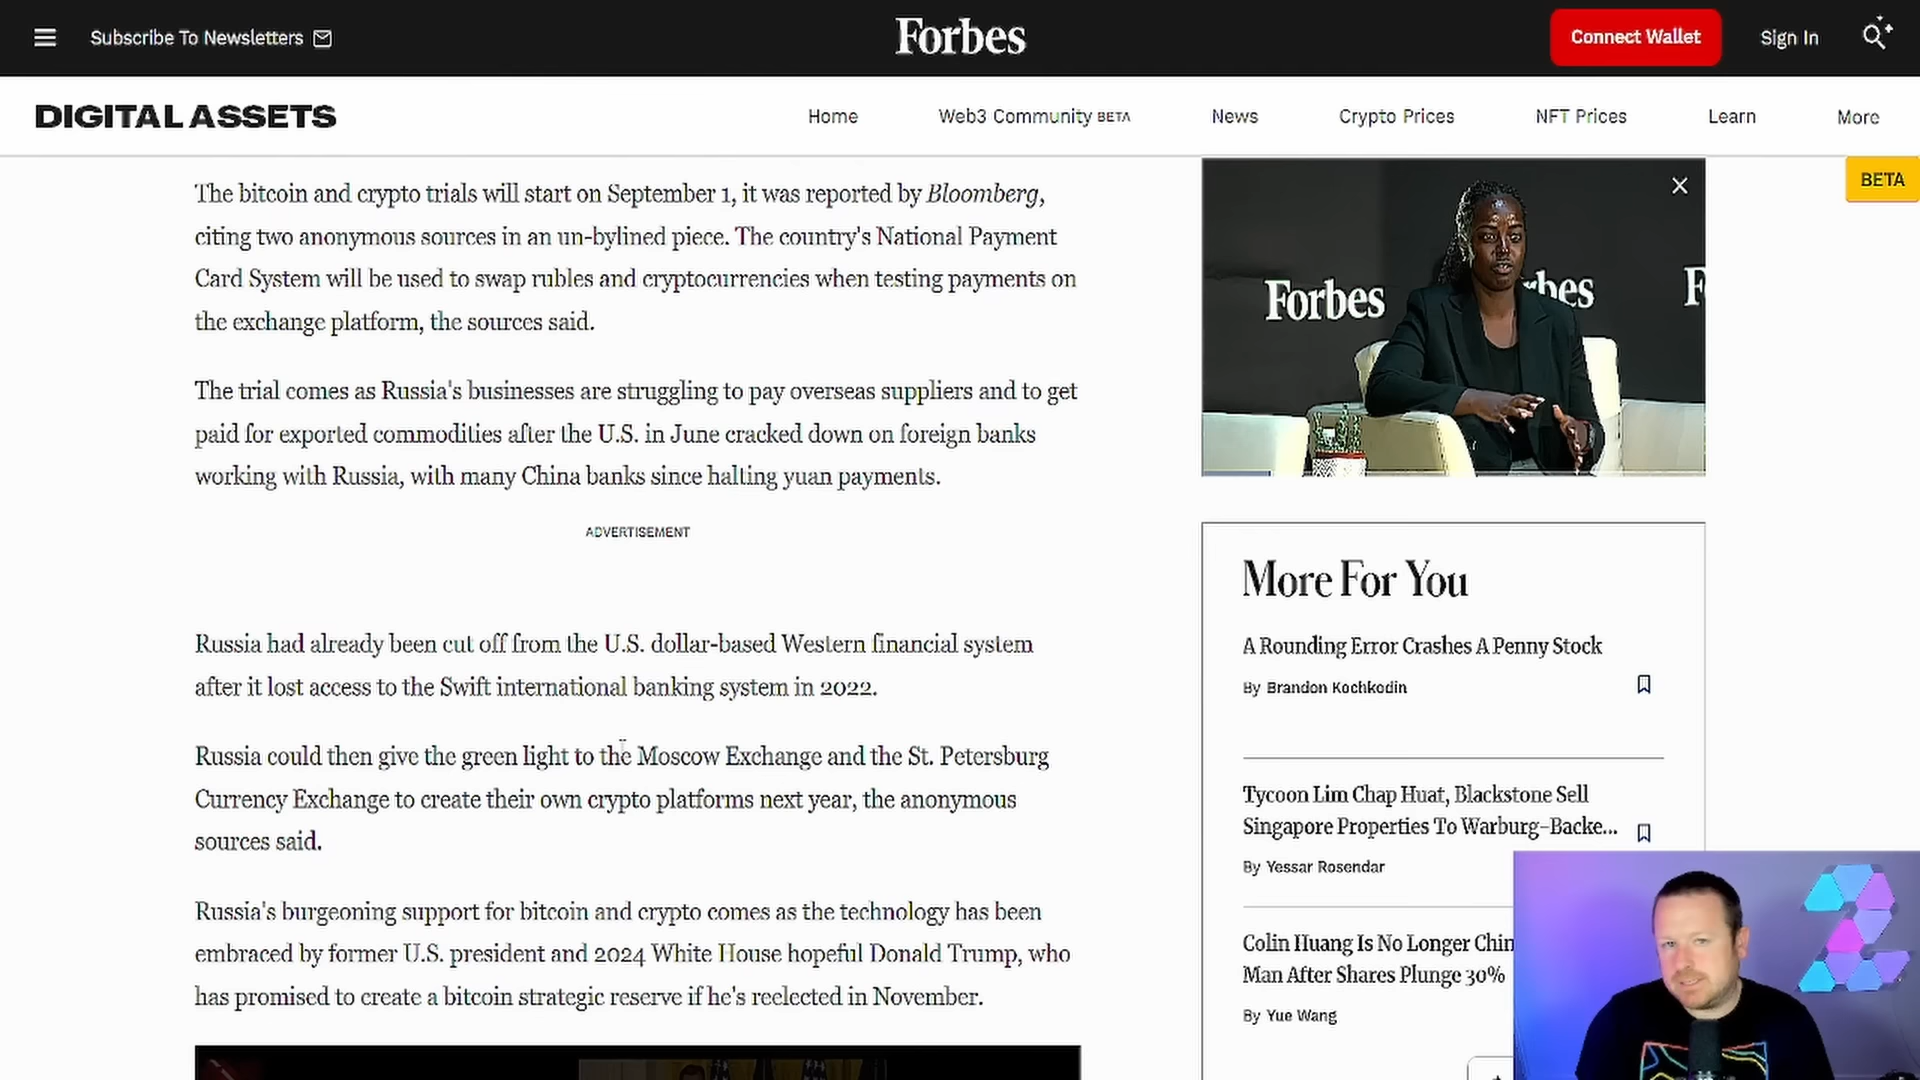 Subscribe To Newsletters
Forbes
Connect Wallet
Sign In
DIGITAL ASSETS
Home
Web3 Community BETA
News
Crypto Prices
NFT Prices
Learn
More
BETA
The bitcoin and crypto trials will start on September 1, it was reported by Bloomberg,
citing two anonymous sources in an un-bylined piece. The country's National Payment
Card System will be used to swap rubles and cryptocurrencies when testing payments on
the exchange platform, the sources said.
The trial comes as Russia's businesses are struggling to pay overseas suppliers and to get
paid for exported commodities after the U.S. in June cracked down on foreign banks
working with Russia, with many China banks since halting yuan payments.
ADVERTISEMENT
Russia had already been cut off from the U.S. dollar-based Western financial system
after it lost access to the Swift international banking system in 2022.
Russia could then give the green light to the Moscow Exchange and the St. Petersburg
Currency Exchange to create their own crypto platforms next year, the anonymous
sources said.
Russia's burgeoning support for bitcoin and crypto comes as the technology has been
embraced by former U.S. president and 2024 White House hopeful Donald Trump, who
has promised to create a bitcoin strategic reserve if he's reelected in November.
Forbes
rbes
F
More For You
A Rounding Error Crashes A Penny Stock
By Brandon Kochkodin
Tycoon Lim Chap Huat, Blackstone Sell
Singapore Properties To Warburg-Backe...
By Yessar Rosendar
Colin Huang Is No Longer Chin
Man After Shares Plunge 30%
By Yue Wang